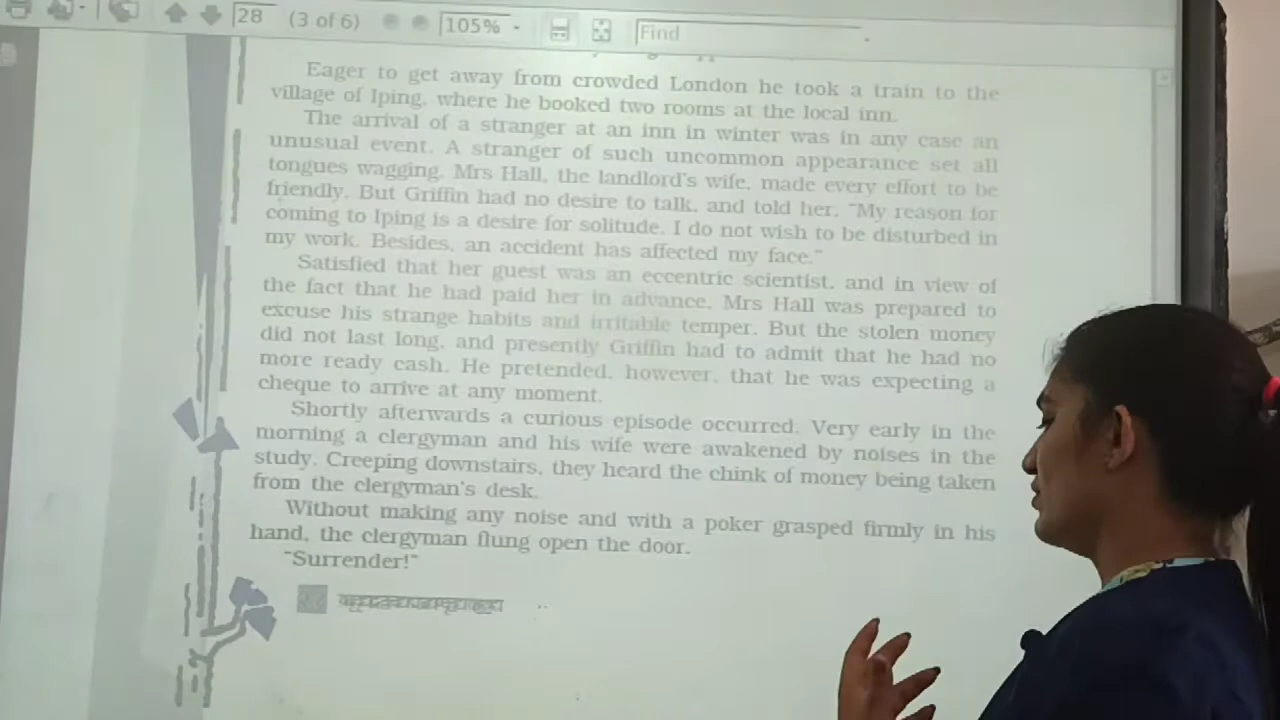 28 (3 of 6) 105% Find
Eager to get away from crowded London he took a train to the
village of Iping, where he booked two rooms at the local inn.
The arrival of a stranger at an inn in winter was in any case an
unusual event. A stranger of such uncommon appearance set all
tongues wagging. Mrs Hall, the landlord's wife, made every effort to be
friendly. But Griffin had no desire to talk, and told her, "My reason for
coming to Iping is a desire for solitude. I do not wish to be disturbed in
my work. Besides, an accident has affected my face."
Satisfied that her guest was an eccentric scientist, and in view of
the fact that he had paid her in advance, Mrs Hall was prepared to
excuse his strange habits and irritable temper. But the stolen money
did not last long, and presently Griffin had to admit that he had no
more ready cash. He pretended, however, that he was expecting a
cheque to arrive at any moment.
Shortly afterwards a curious episode occurred. Very early in the
morning a clergyman and his wife were awakened by noises in the
study. Creeping downstairs, they heard the chink of money being taken
from the clergyman's desk.
Without making any noise and with a poker grasped firmly in his
hand, the clergyman flung open the door.
"Surrender!"